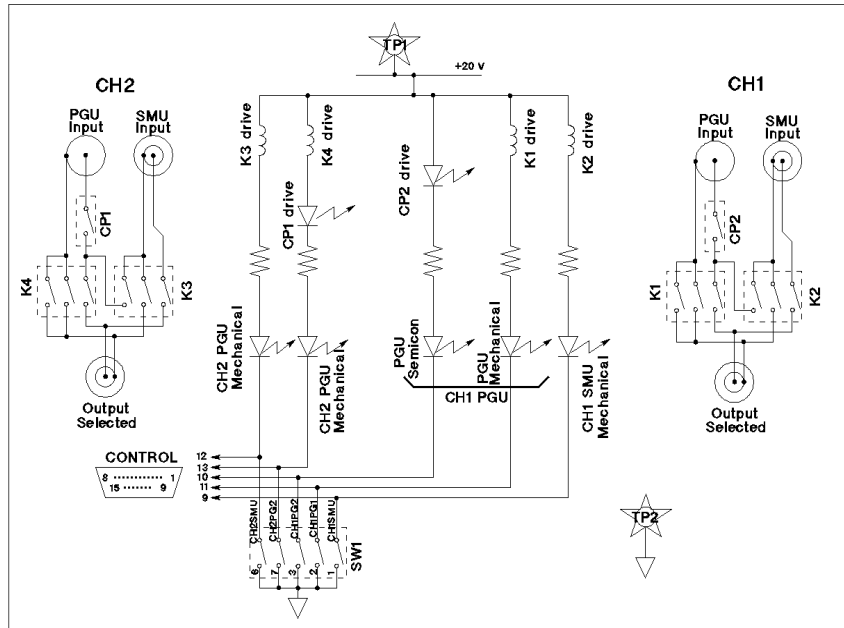 TP1
+20 V
CH2
CH1
PGU
Input
SMU
Input
PGU
Input
SMU
Input
K3 drive
K4 drive
CP1 drive
CP2 drive
K1 drive
K2 drive
CP1
CP2
K4
K3
K1
K2
CH2 PGU
Mechanical
CH2 PGU
Mechanical
PGU
Semicon
PGU
Mechanical
CH1 PGU
CH1 SMU
Mechanical
Output
Selected
Output
Selected
CONTROL
8 1
15 9
12
13
10
11
9
CH2SMU
CH2PG2
CH1PG2
CH1PG1
CH1SMU
SW1
6 7 3 2 1
TP2